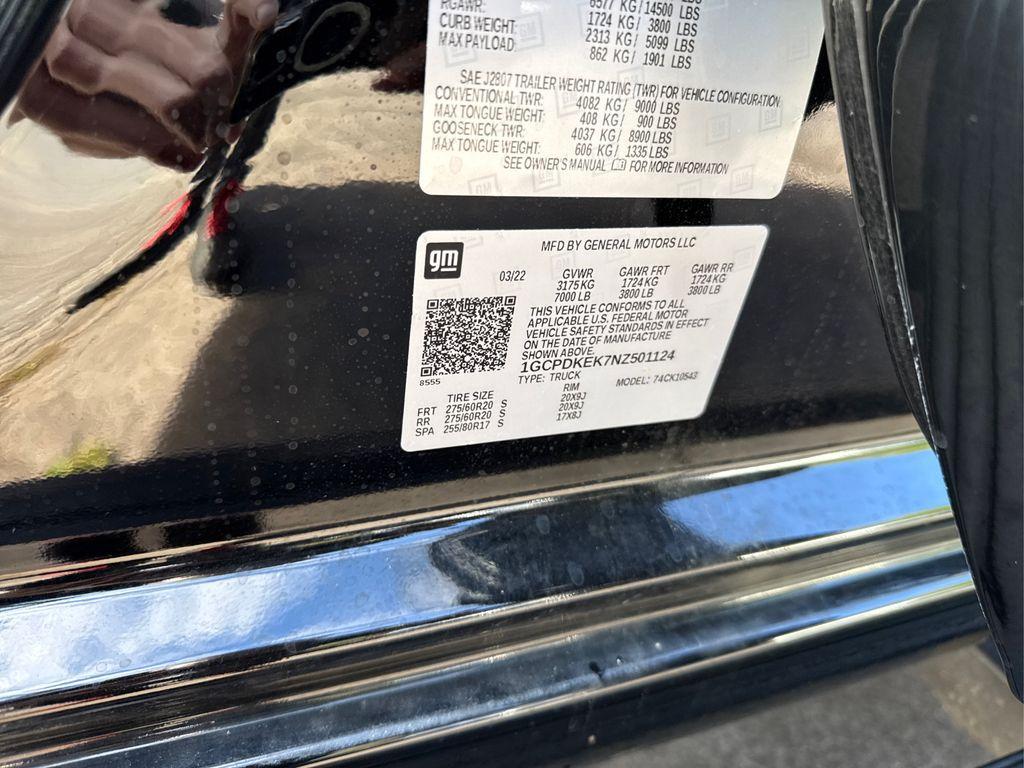 RGAWR: 6577 KG/14500 LBS
CURB WEIGHT: 1724 KG/ 3800 LBS
MAX PAYLOAD: 2313 KG/ 5099 LBS
862 KG/ 1901 LBS
SAE J2807 TRAILER WEIGHT RATING (TWR) FOR VEHICLE CONFIGURATION
CONVENTIONAL TWR: 4082 KG/ 9000 LBS
MAX TONGUE WEIGHT: 408 KG/ 900 LBS
GOOSENECK TWR: 4037 KG/ 8900 LBS
MAX TONGUE WEIGHT: 606 KG/ 1335 LBS
SEE OWNER'S MANUAL FOR MORE INFORMATION
gm
MFD BY GENERAL MOTORS LLC
03/22 GVWR GAWR FRT GAWR RR
3175 KG 1724 KG 1724 KG
7000 LB 3800 LB 3800 LB
THIS VEHICLE CONFORMS TO ALL
APPLICABLE U.S. FEDERAL MOTOR
VEHICLE SAFETY STANDARDS IN EFFECT
ON THE DATE OF MANUFACTURE
SHOWN ABOVE.
1GCPDKEK7NZ501124
8555
TYPE: TRUCK MODEL: 74CK10543
TIRE SIZE RIM
FRT 275/60R20 S 20X9J
RR 275/60R20 S 20X9J
SPA 255/80R17 S 17X8J